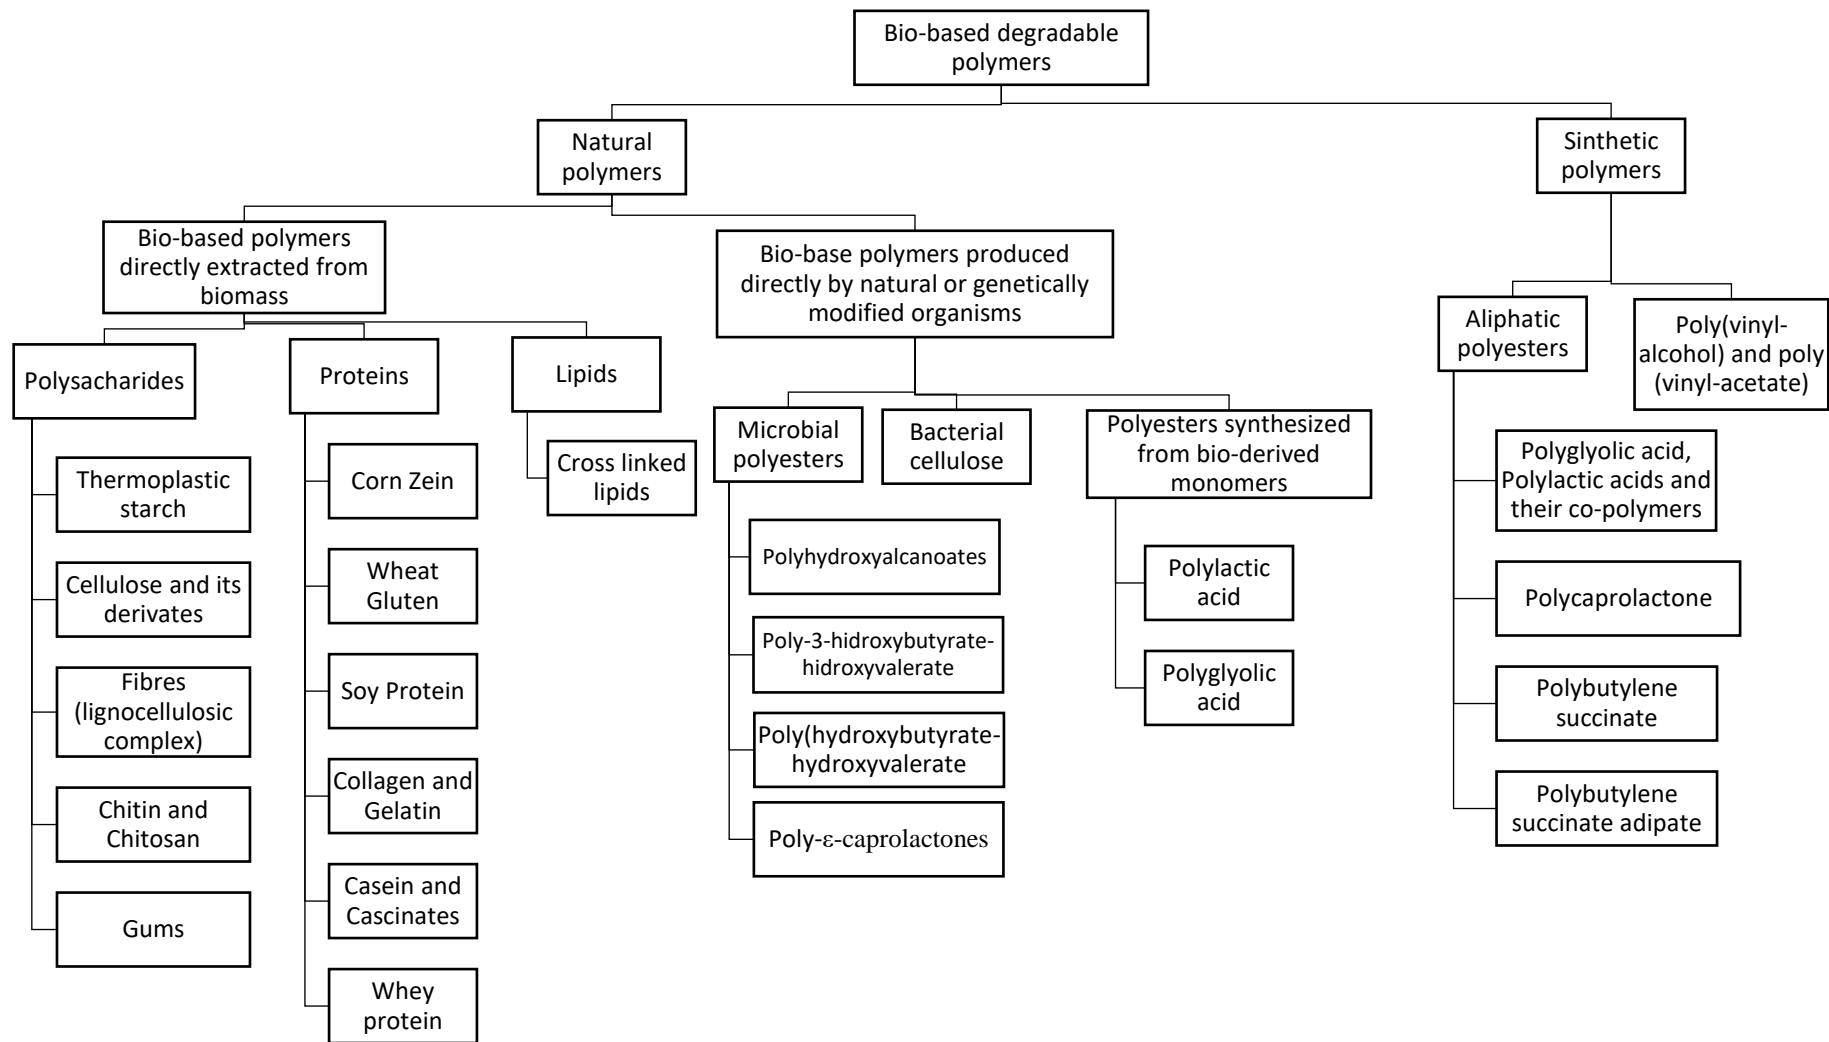 Bio-based degradable
polymers
Natural
polymers
Sinthetic
polymers
Bio-based polymers
directly extracted from
biomass
Bio-base polymers produced
directly by natural or genetically
modified organisms
Aliphatic
polyesters
Poly(vinyl-
alcohol) and poly
(vinyl-acetate)
Polysacharides
Proteins
Lipids
Microbial
polyesters
Bacterial
cellulose
Polyesters synthesized
from bio-derived
monomers
Thermoplastic
starch
Cellulose and its
derivates
Fibres
(lignocellulosic
complex)
Chitin and
Chitosan
Gums
Corn Zein
Wheat
Gluten
Soy Protein
Collagen and
Gelatin
Casein and
Cascinates
Whey
protein
Cross linked
lipids
Polyhydroxyalcanoates
Poly-3-hidroxybutyrate-
hidroxyvalerate
Poly(hydroxybutyrate-
hydroxyvalerate
Poly-ε-caprolactones
Polylactic
acid
Polyglyolic
acid
Polyglyolic acid,
Polylactic acids and
their co-polymers
Polycaprolactone
Polybutylene
succinate
Polybutylene
succinate adipate